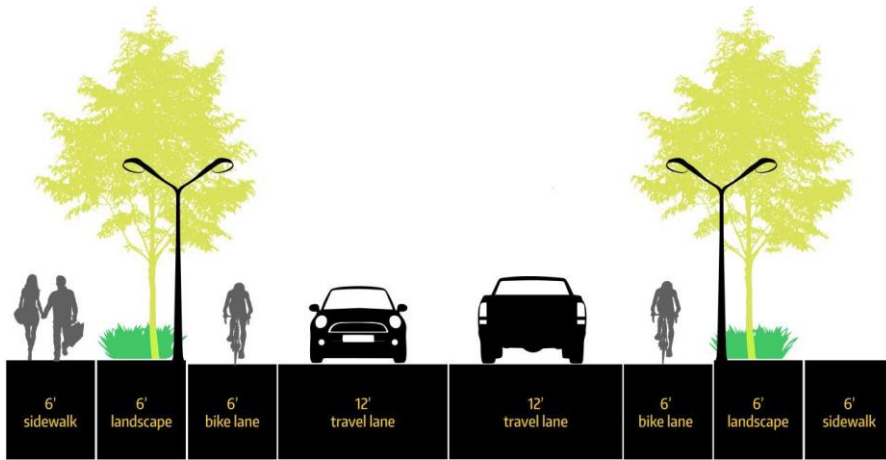 6'
sidewalk
6'
landscape
6'
bike lane
12'
travel lane
12'
travel lane
6'
bike lane
6'
landscape
6'
sidewalk